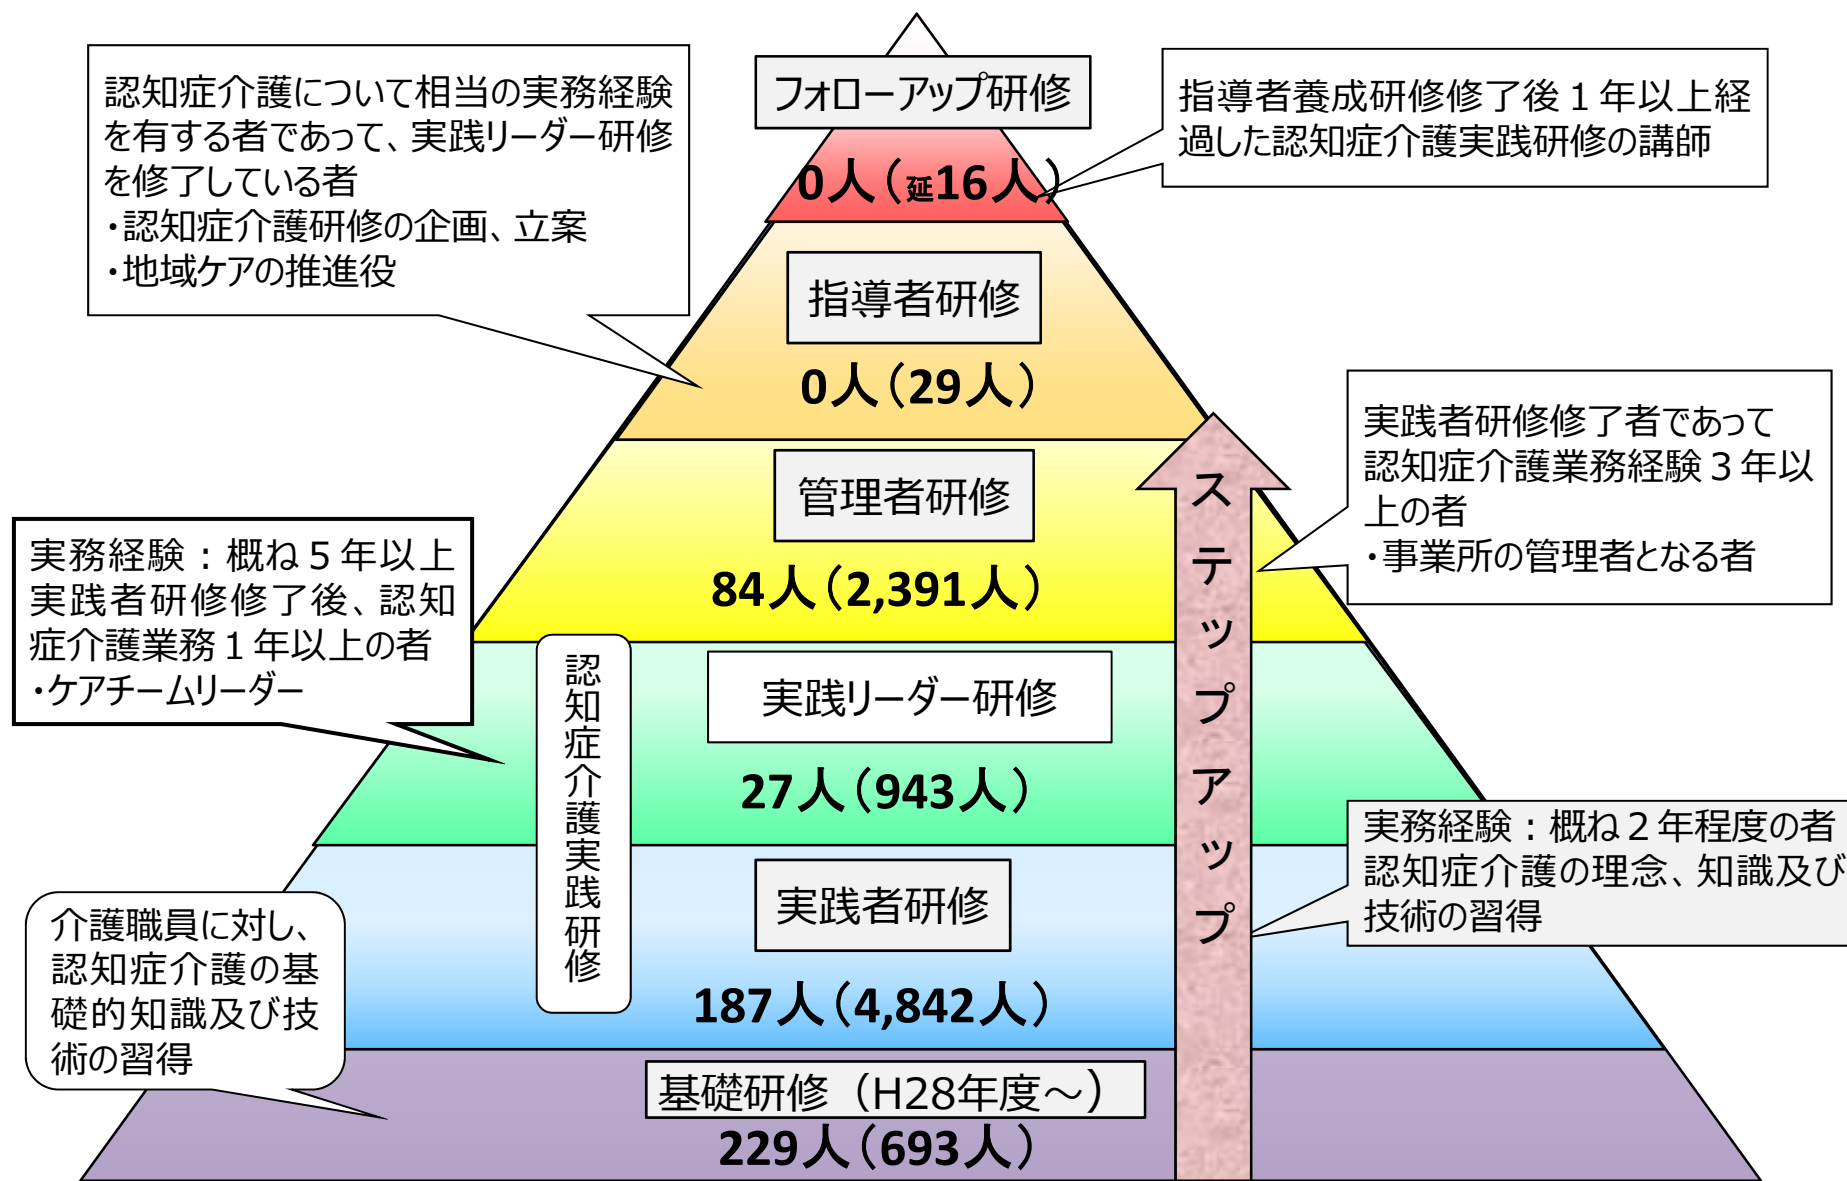 フォローアップ研修
0人（延16人）
指導者養成研修修了後１年以上経
過した認知症介護実践研修の講師
認知症介護について相当の実務経験
を有する者であって、実践リーダー研修
を修了している者
・認知症介護研修の企画、立案
・地域ケアの推進役
指導者研修
0人（29人）
管理者研修
84人（2,391人）
実践者研修修了者であって
認知症介護業務経験３年以
上の者
・事業所の管理者となる者
実務経験：概ね５年以上
実践者研修修了後、認知
症介護業務１年以上の者
・ケアチームリーダー
認知症介護実践研修
実践リーダー研修
27人（943人）
ステップアップ
実践者研修
187人（4,842人）
実務経験：概ね２年程度の者
認知症介護の理念、知識及び
技術の習得
介護職員に対し、
認知症介護の基
礎的知識及び技
術の習得
基礎研修（H28年度～）
229人（693人）